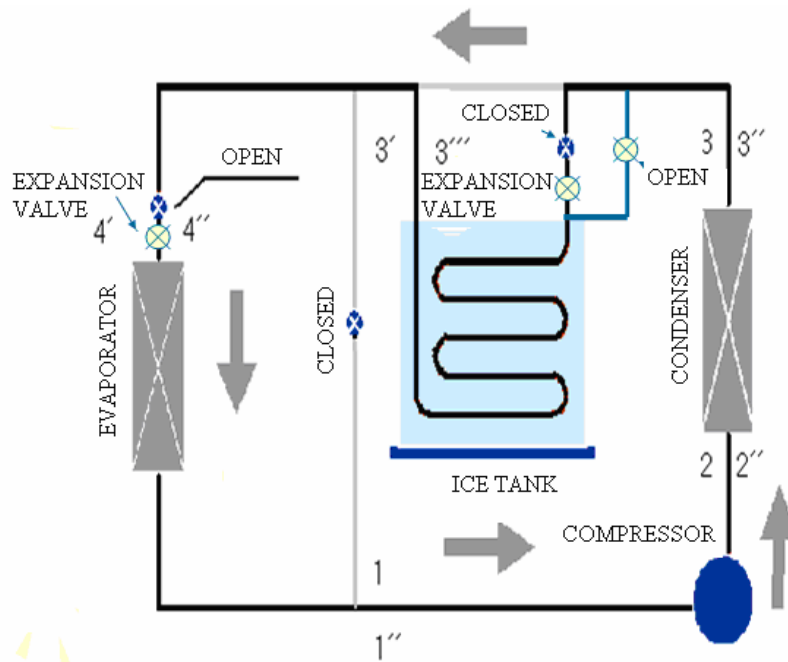 CLOSED
3′ 3‴
3 3″
OPEN
OPEN
EXPANSION
VALVE
EXPANSION
VALVE
4′ 4″
EVAPORATOR
CLOSED
CONDENSER
2 2″
ICE TANK
COMPRESSOR
1
1″